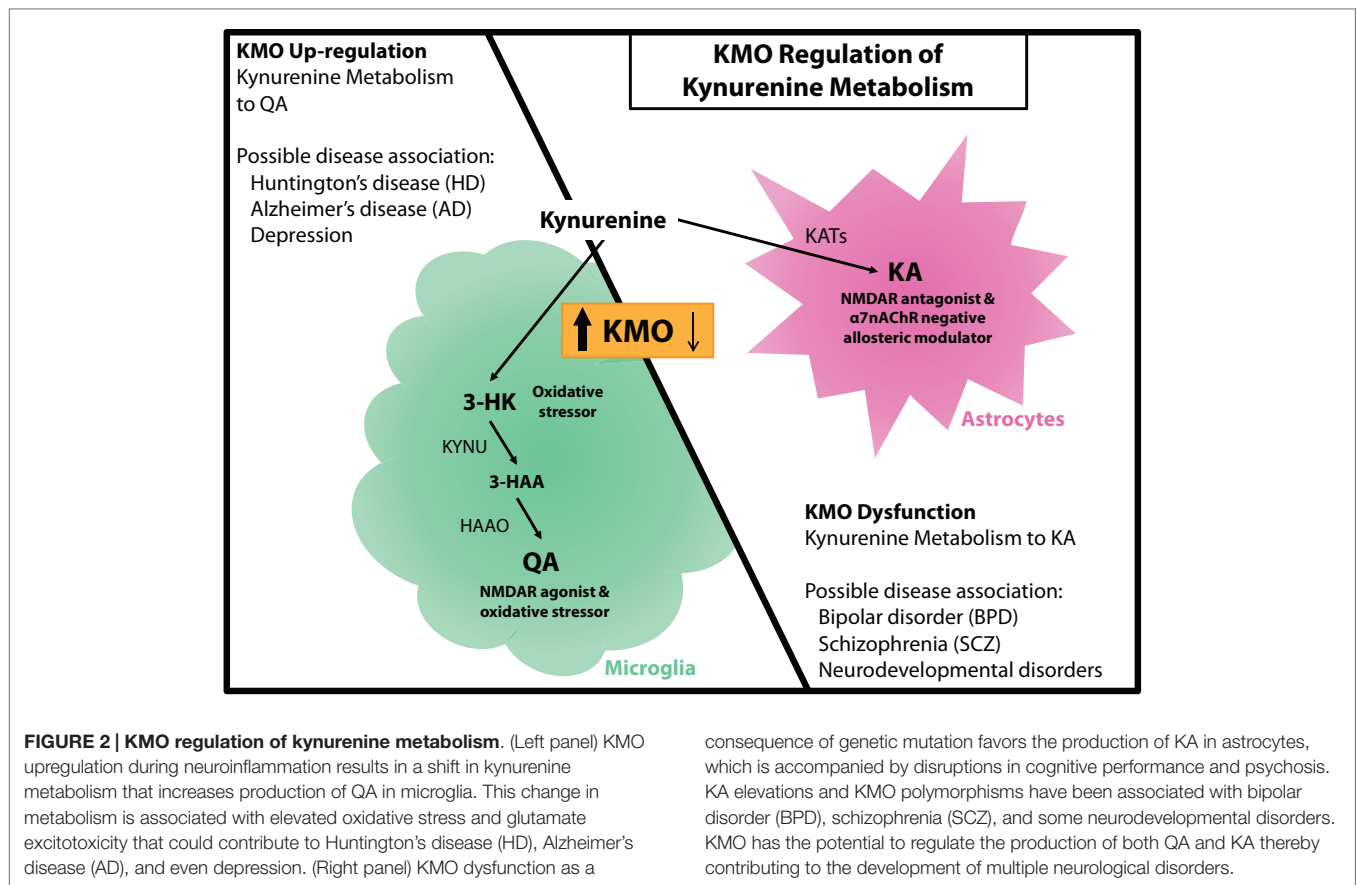 KMO Up-regulation
Kynurenine Metabolism
to QA
Possible disease association:
Huntington's disease (HD)
Alzheimer's disease (AD)
Depression
KMO Regulation of
Kynurenine Metabolism
Kynurenine
KATs
KA
NMDAR antagonist &
α7nAChR negative
allosteric modulator
Astrocytes
KMO
3-HK
Oxidative
stressor
KYNU
3-HAA
HAAO
QA
NMDAR agonist &
oxidative stressor
Microglia
KMO Dysfunction
Kynurenine Metabolism to KA
Possible disease association:
Bipolar disorder (BPD)
Schizophrenia (SCZ)
Neurodevelopmental disorders
FIGURE 2 | KMO regulation of kynurenine metabolism. (Left panel) KMO
upregulation during neuroinflammation results in a shift in kynurenine
metabolism that increases production of QA in microglia. This change in
metabolism is associated with elevated oxidative stress and glutamate
excitotoxicity that could contribute to Huntington's disease (HD), Alzheimer's
disease (AD), and even depression. (Right panel) KMO dysfunction as a
consequence of genetic mutation favors the production of KA in astrocytes,
which is accompanied by disruptions in cognitive performance and psychosis.
KA elevations and KMO polymorphisms have been associated with bipolar
disorder (BPD), schizophrenia (SCZ), and some neurodevelopmental disorders.
KMO has the potential to regulate the production of both QA and KA thereby
contributing to the development of multiple neurological disorders.